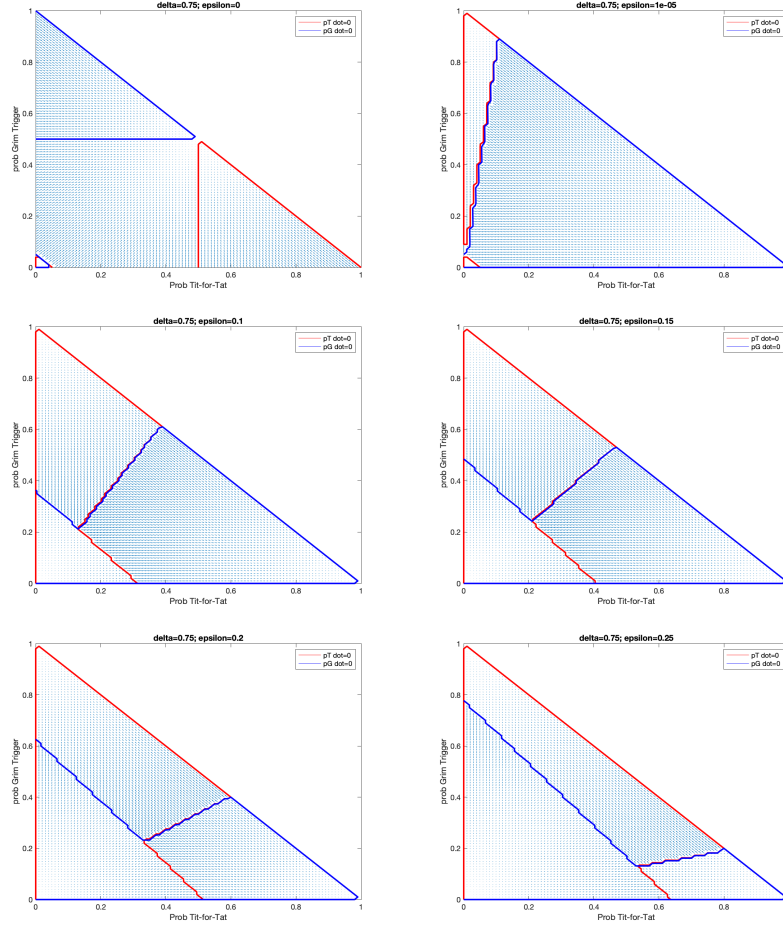 delta=0.75; epsilon=0
pT dot=0
pG dot=0
prob Grim Trigger
1
0.8
0.6
0.4
0.2
0
0 0.2 0.4 0.6 0.8 1
Prob Tit-for-Tat
delta=0.75; epsilon=1e-05
pT dot=0
pG dot=0
prob Grim Trigger
1
0.8
0.6
0.4
0.2
0
0 0.2 0.4 0.6 0.8
Prob Tit-for-Tat
delta=0.75; epsilon=0.1
pT dot=0
pG dot=0
prob Grim Trigger
1
0.8
0.6
0.4
0.2
0
0 0.2 0.4 0.6 0.8 1
Prob Tit-for-Tat
delta=0.75; epsilon=0.15
pT dot=0
pG dot=0
prob Grim Trigger
1
0.8
0.6
0.4
0.2
0
0 0.2 0.4 0.6 0.8
Prob Tit-for-Tat
delta=0.75; epsilon=0.2
pT dot=0
pG dot=0
prob Grim Trigger
1
0.8
0.6
0.4
0.2
0
0 0.2 0.4 0.6 0.8 1
Prob Tit-for-Tat
delta=0.75; epsilon=0.25
pT dot=0
pG dot=0
prob Grim Trigger
1
0.8
0.6
0.4
0.2
0
0 0.2 0.4 0.6 0.8
Prob Tit-for-Tat